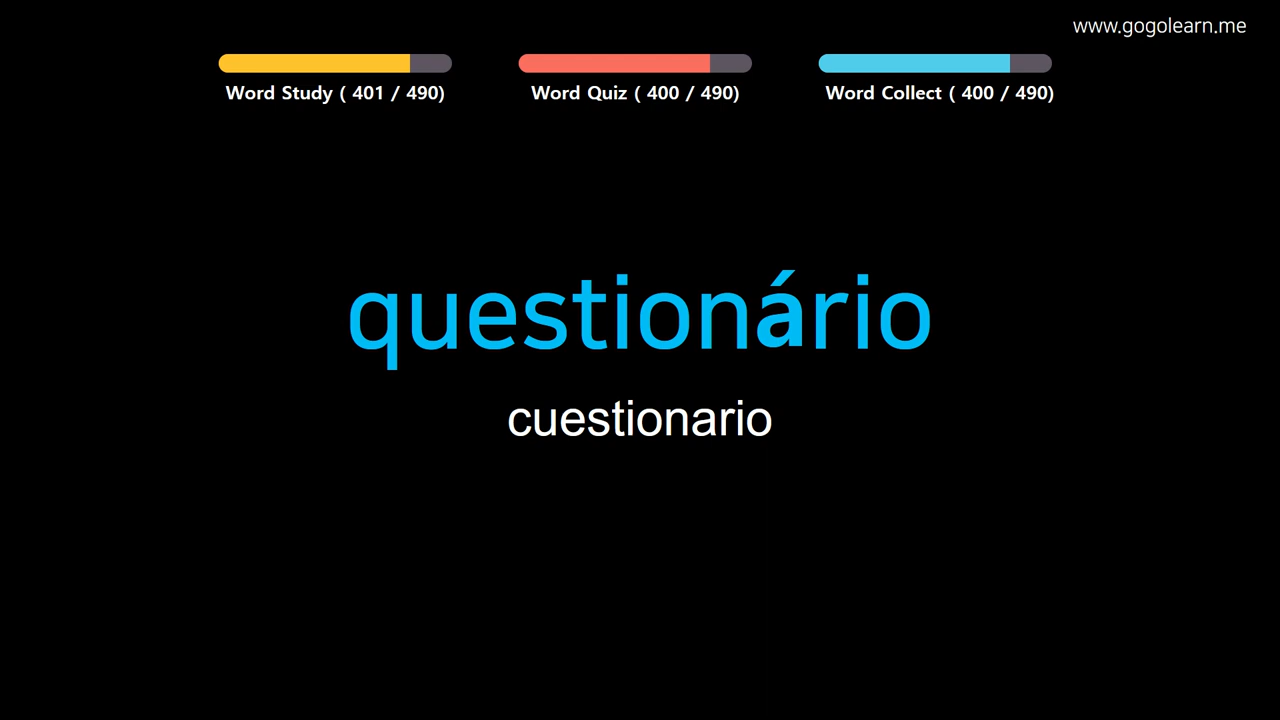 www.gogolearn.me
Word Study ( 401 / 490)
Word Quiz ( 400 / 490)
Word Collect ( 400 / 490)
questionário
cuestionario